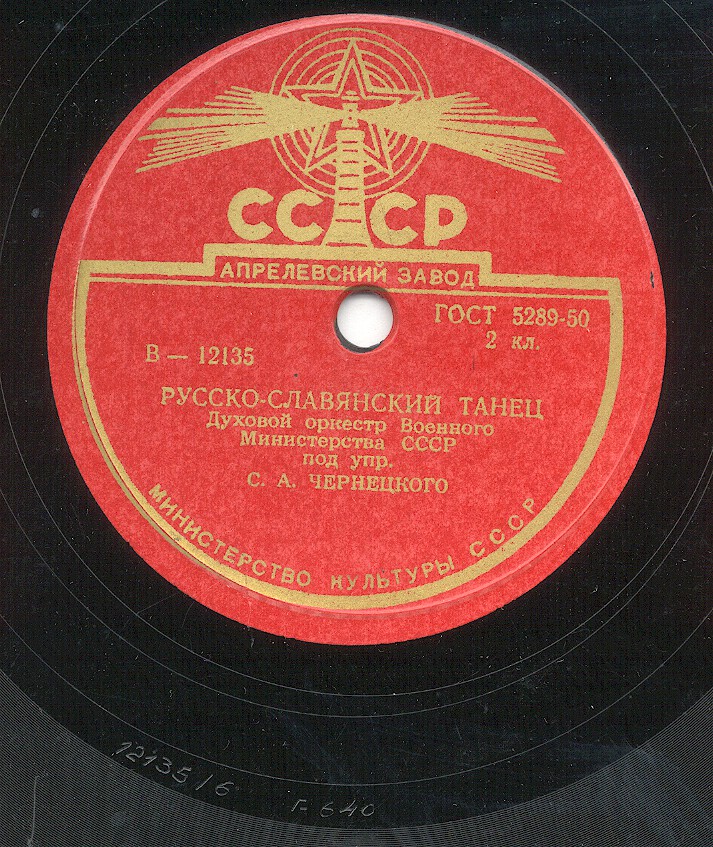 СССР
АПРЕЛЕВСКИЙ ЗАВОД
ГОСТ 5289-50
2 кл.
В — 12135
РУССКО-СЛАВЯНСКИЙ ТАНЕЦ
Духовой оркестр Военного
Министерства СССР
под упр.
С. А. ЧЕРНЕЦКОГО
МИНИСТЕРСТВО КУЛЬТУРЫ СССР
12135/6
Г-640